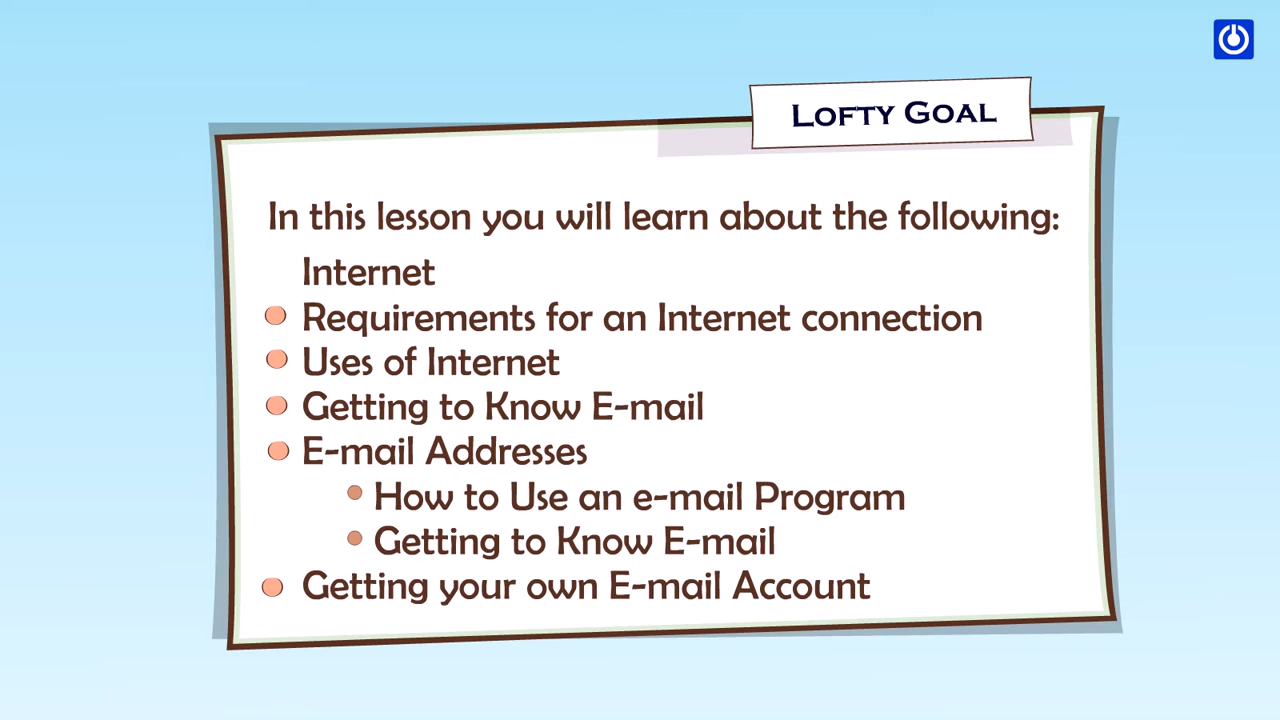 Lofty Goal
In this lesson you will learn about the following:
Internet
Requirements for an Internet connection
Uses of Internet
Getting to Know E-mail
E-mail Addresses
How to Use an e-mail Program
Getting to Know E-mail
Getting your own E-mail Account